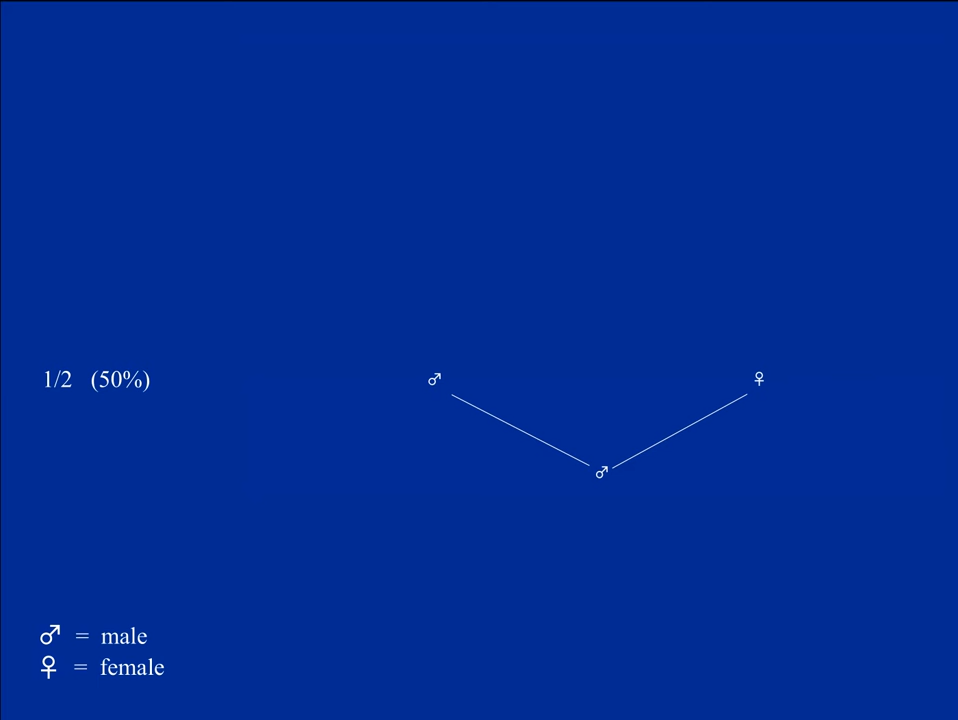 1/2 (50%) ♂ ♀
♂
♂ = male
♀ = female